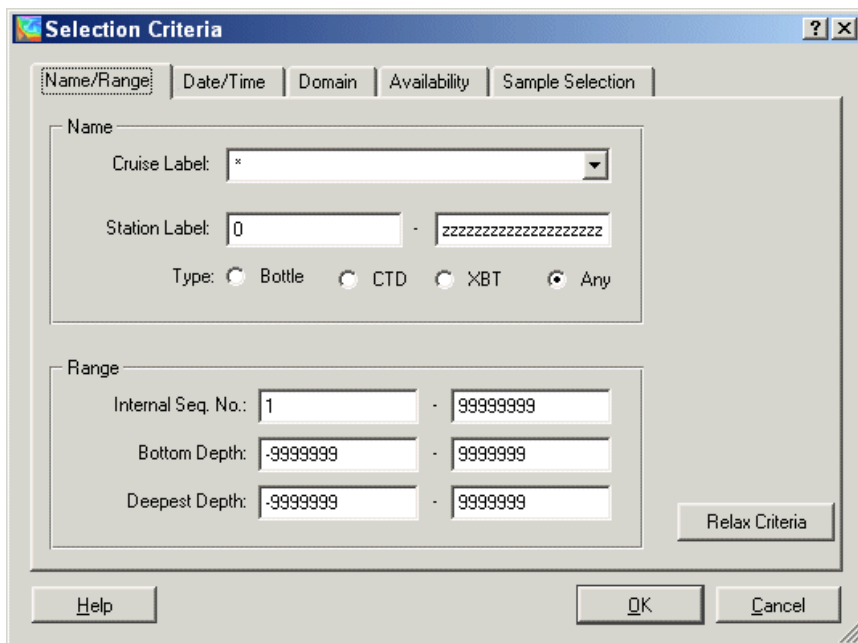 Selection Criteria
Name/Range Date/Time Domain Availability Sample Selection
Name
Cruise Label: *
Station Label: 0 - zzzzzzzzzzzzzzzzzzzz
Type: Bottle CTD XBT Any
Range
Internal Seq. No.: 1 - 99999999
Bottom Depth: -9999999 - 9999999
Deepest Depth: -9999999 - 9999999
Relax Criteria
Help OK Cancel